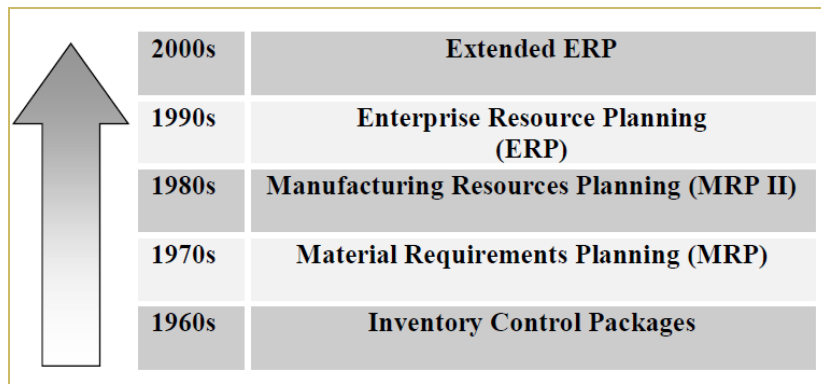 2000s Extended ERP
1990s Enterprise Resource Planning
(ERP)
1980s Manufacturing Resources Planning (MRP II)
1970s Material Requirements Planning (MRP)
1960s Inventory Control Packages